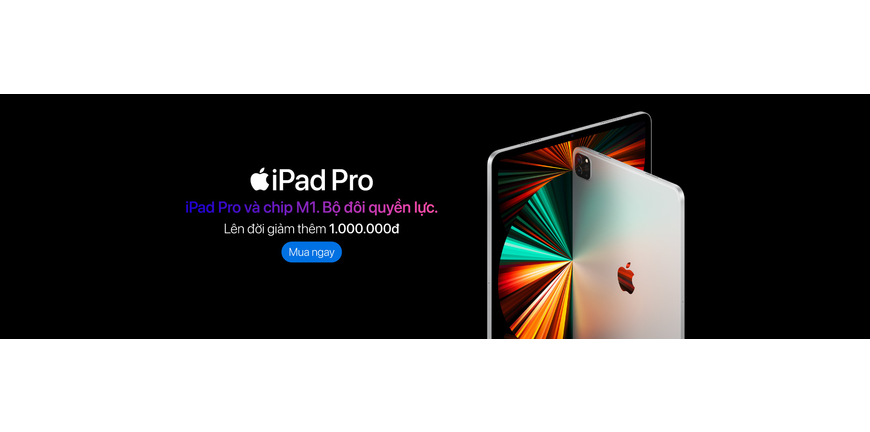 iPad Pro
iPad Pro và chip M1. Bộ đôi quyền lực.
Lên đời giảm thêm 1.000.000đ
Mua ngay